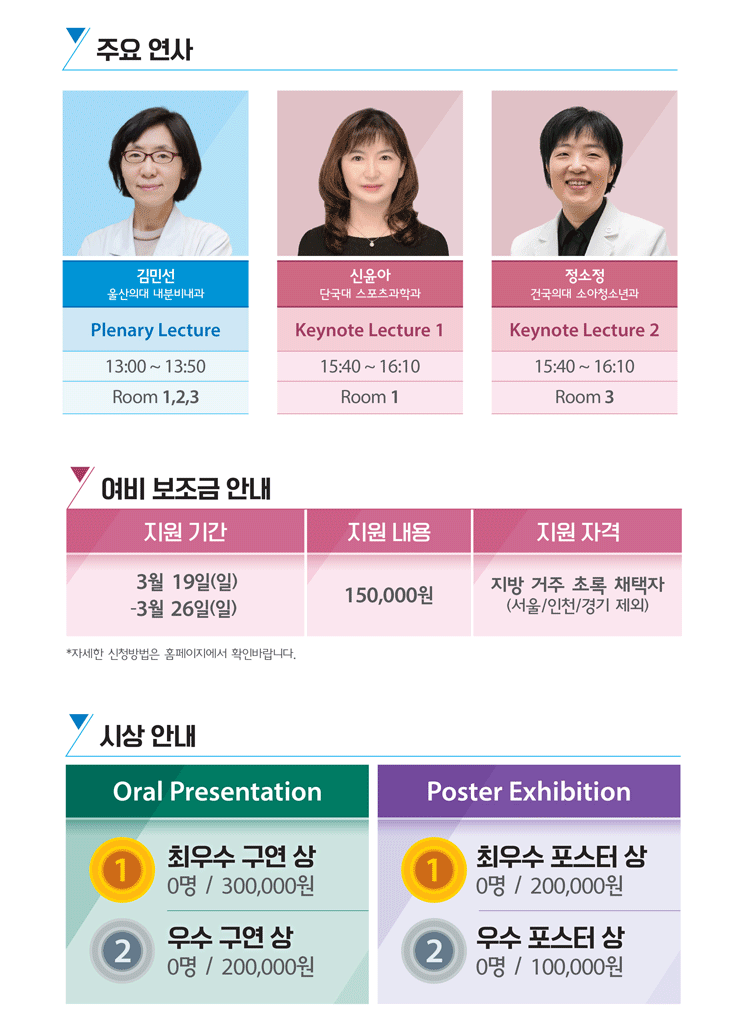 주요 연사
김민선
울산의대 내분비내과
Plenary Lecture
13:00 ~ 13:50
Room 1,2,3
신윤아
단국대 스포츠과학과
Keynote Lecture 1
15:40 ~ 16:10
Room 1
정소정
건국의대 소아청소년과
Keynote Lecture 2
15:40 ~ 16:10
Room 3
여비 보조금 안내
지원 기간
지원 내용
지원 자격
3월 19일(일)
-3월 26일(일)
150,000원
지방 거주 초록 채택자
(서울/인천/경기 제외)
*자세한 신청방법은 홈페이지에서 확인바랍니다.
시상 안내
Oral Presentation
1
최우수 구연 상
0명 / 300,000원
2
우수 구연 상
0명 / 200,000원
Poster Exhibition
1
최우수 포스터 상
0명 / 200,000원
2
우수 포스터 상
0명 / 100,000원